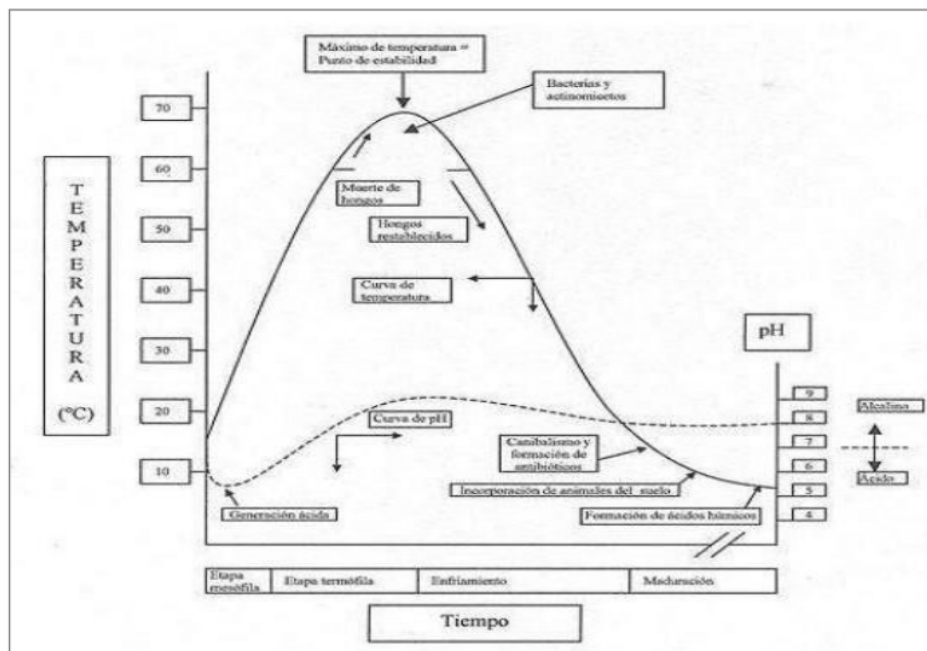 Máximo de temperatura =
Punto de estabilidad
Bacterias y
actinomicetos
70
60
50
40
30
20
10
TEMPERATURA
(ºC)
Muerte de
hongos
Hongos
restablecidos
Curva de
temperatura
pH
9
8
7
6
5
4
Alcalino
Ácido
Curva de pH
Canibalismo y
formación de
antibióticos
Incorporación de animales del suelo
Generación ácida
Formación de ácidos húmicos
Etapa
mesófila
Etapa termófila
Enfriamiento
Maduración
Tiempo